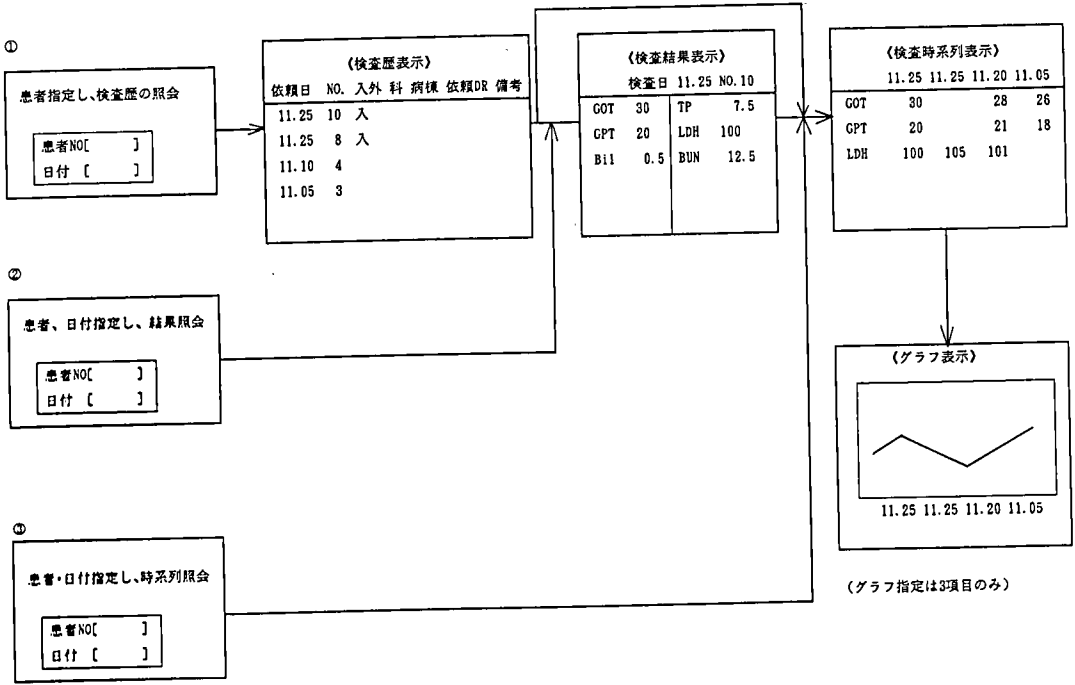 ①
患者指定し、検査歴の照会
患者NO[ ]
日付 [ ]
《検査歴表示》
依頼日 NO. 入外 科 病棟 依頼DR 備考
11.25 10 入
11.25 8 入
11.10 4
11.05 3
《検査結果表示》
検査日 11.25 NO.10
GOT 30 TP 7.5
GPT 20 LDH 100
Bil 0.5 BUN 12.5
《検査時系列表示》
11.25 11.25 11.20 11.05
GOT 30 28 26
GPT 20 21 18
LDH 100 105 101
②
患者、日付指定し、結果照会
患者NO[ ]
日付 [ ]
《グラフ表示》
11.25 11.25 11.20 11.05
(グラフ指定は3項目のみ)
③
患者・日付指定し、時系列照会
患者NO[ ]
日付 [ ]